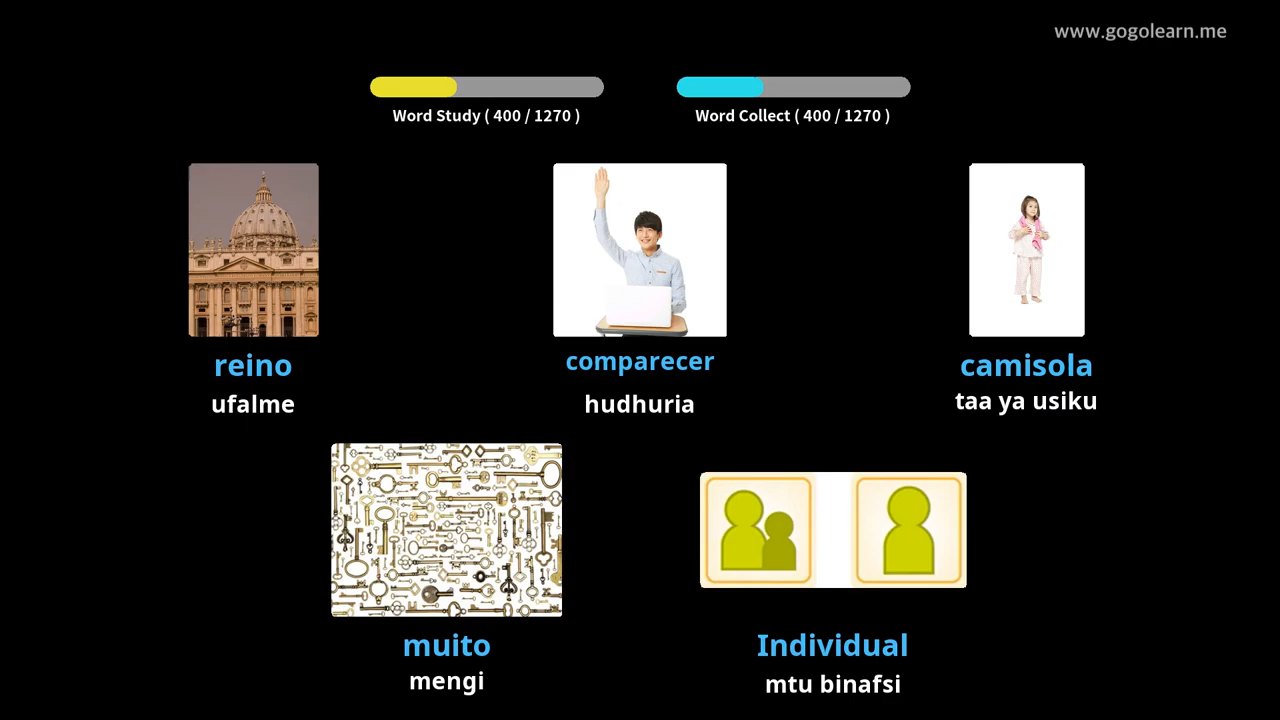 www.gogolearn.me
Word Study ( 400 / 1270 )
Word Collect ( 400 / 1270 )
reino
comparecer
camisola
ufalme
hudhuria
taa ya usiku
muito
Individual
mengi
mtu binafsi